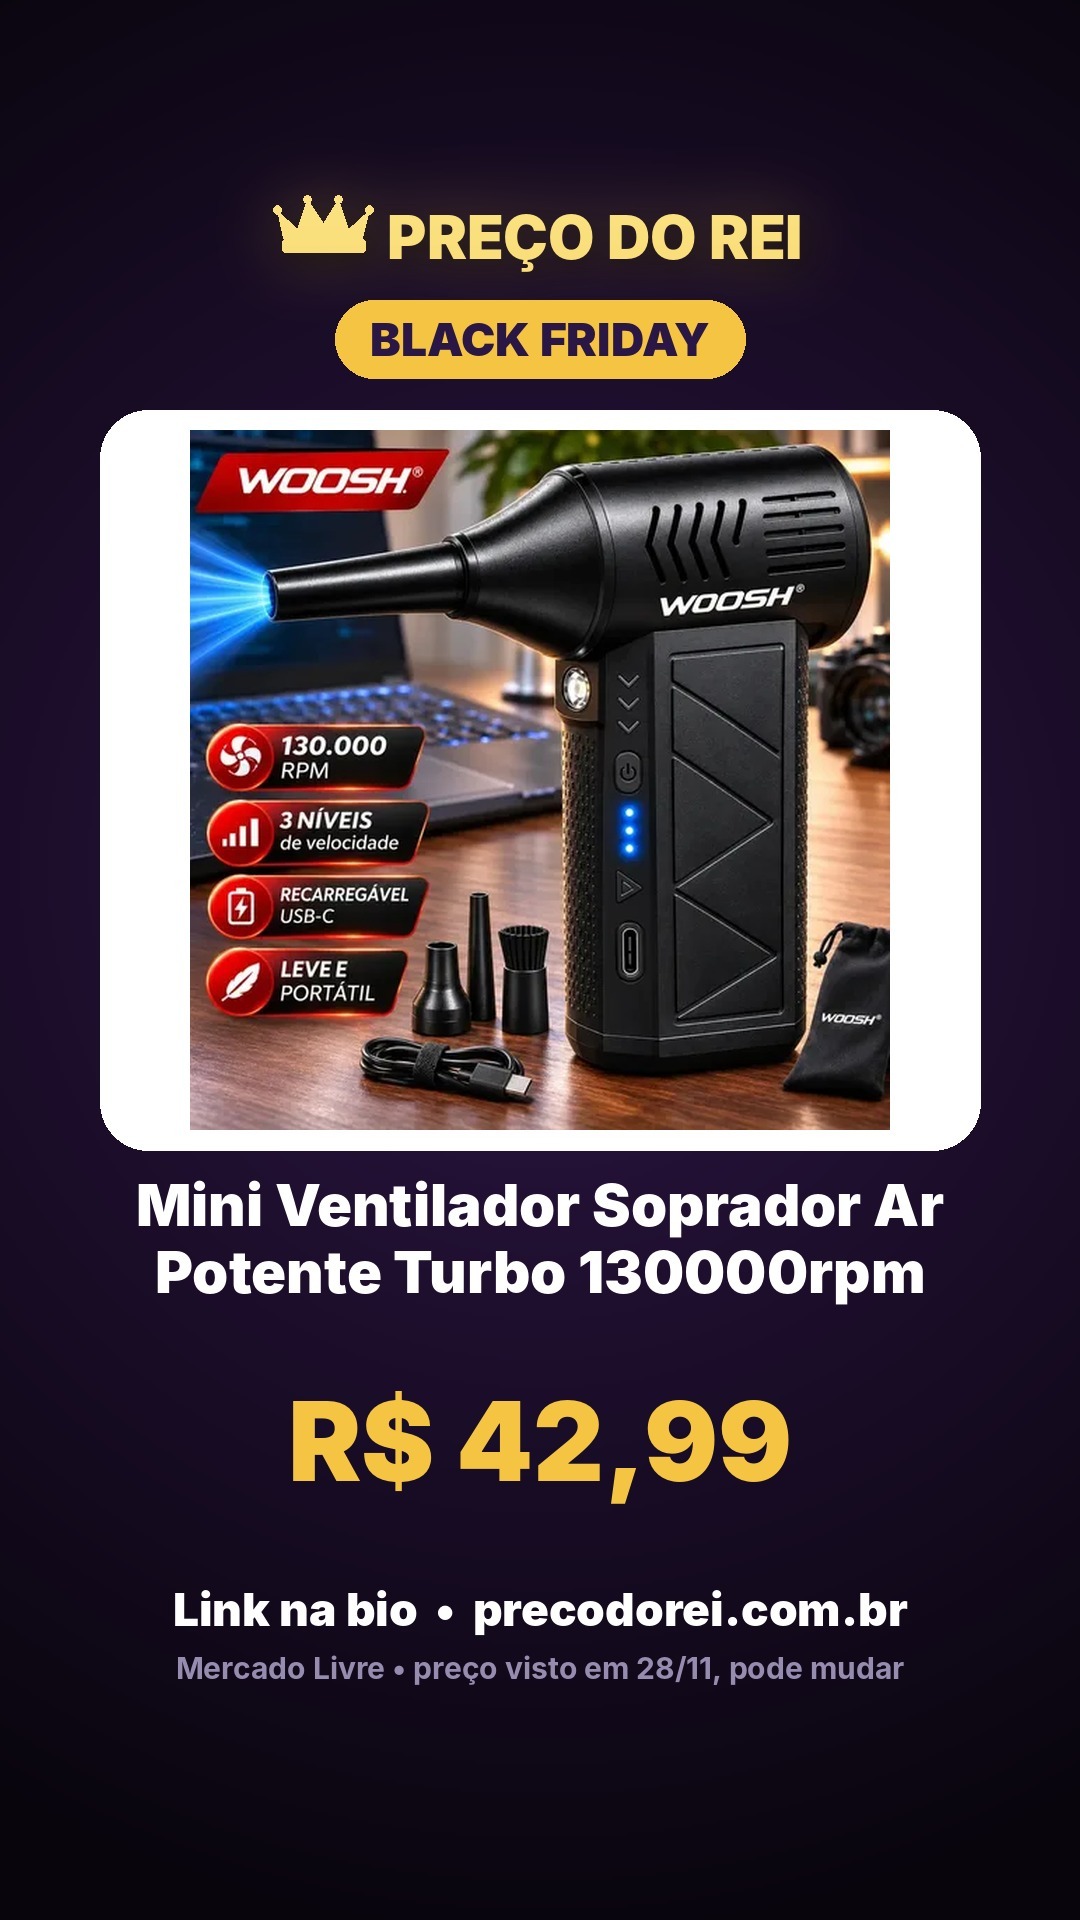 PREÇO DO REI
BLACK FRIDAY
WOOSH®
WOOSH®
130.000
RPM
3 NÍVEIS
de velocidade
RECARREGÁVEL
USB-C
LEVE E
PORTÁTIL
WOOSH®
Mini Ventilador Soprador Ar
Potente Turbo 130000rpm
R$ 42,99
Link na bio • precodorei.com.br
Mercado Livre • preço visto em 28/11, pode mudar